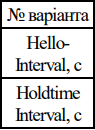 № варіанта
Hello-
Interval, с
Holdtime
Interval, с